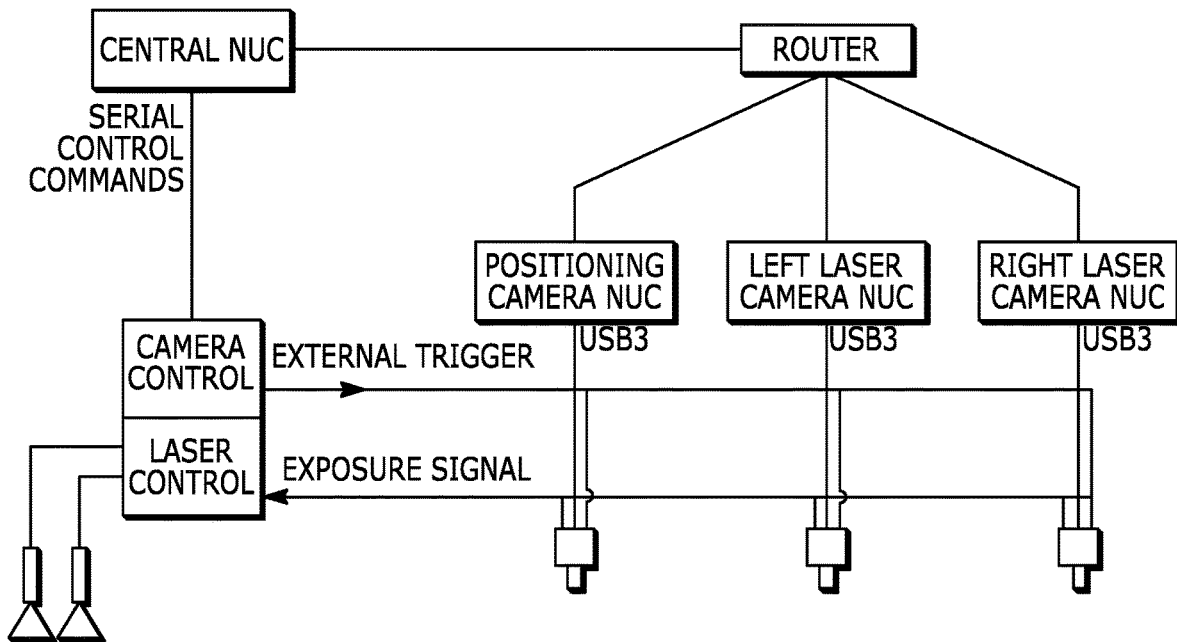 CENTRAL NUC
ROUTER
SERIAL
CONTROL
COMMANDS
POSITIONING
CAMERA NUC
LEFT LASER
CAMERA NUC
RIGHT LASER
CAMERA NUC
USB3
USB3
USB3
CAMERA
CONTROL
EXTERNAL TRIGGER
LASER
CONTROL
EXPOSURE SIGNAL